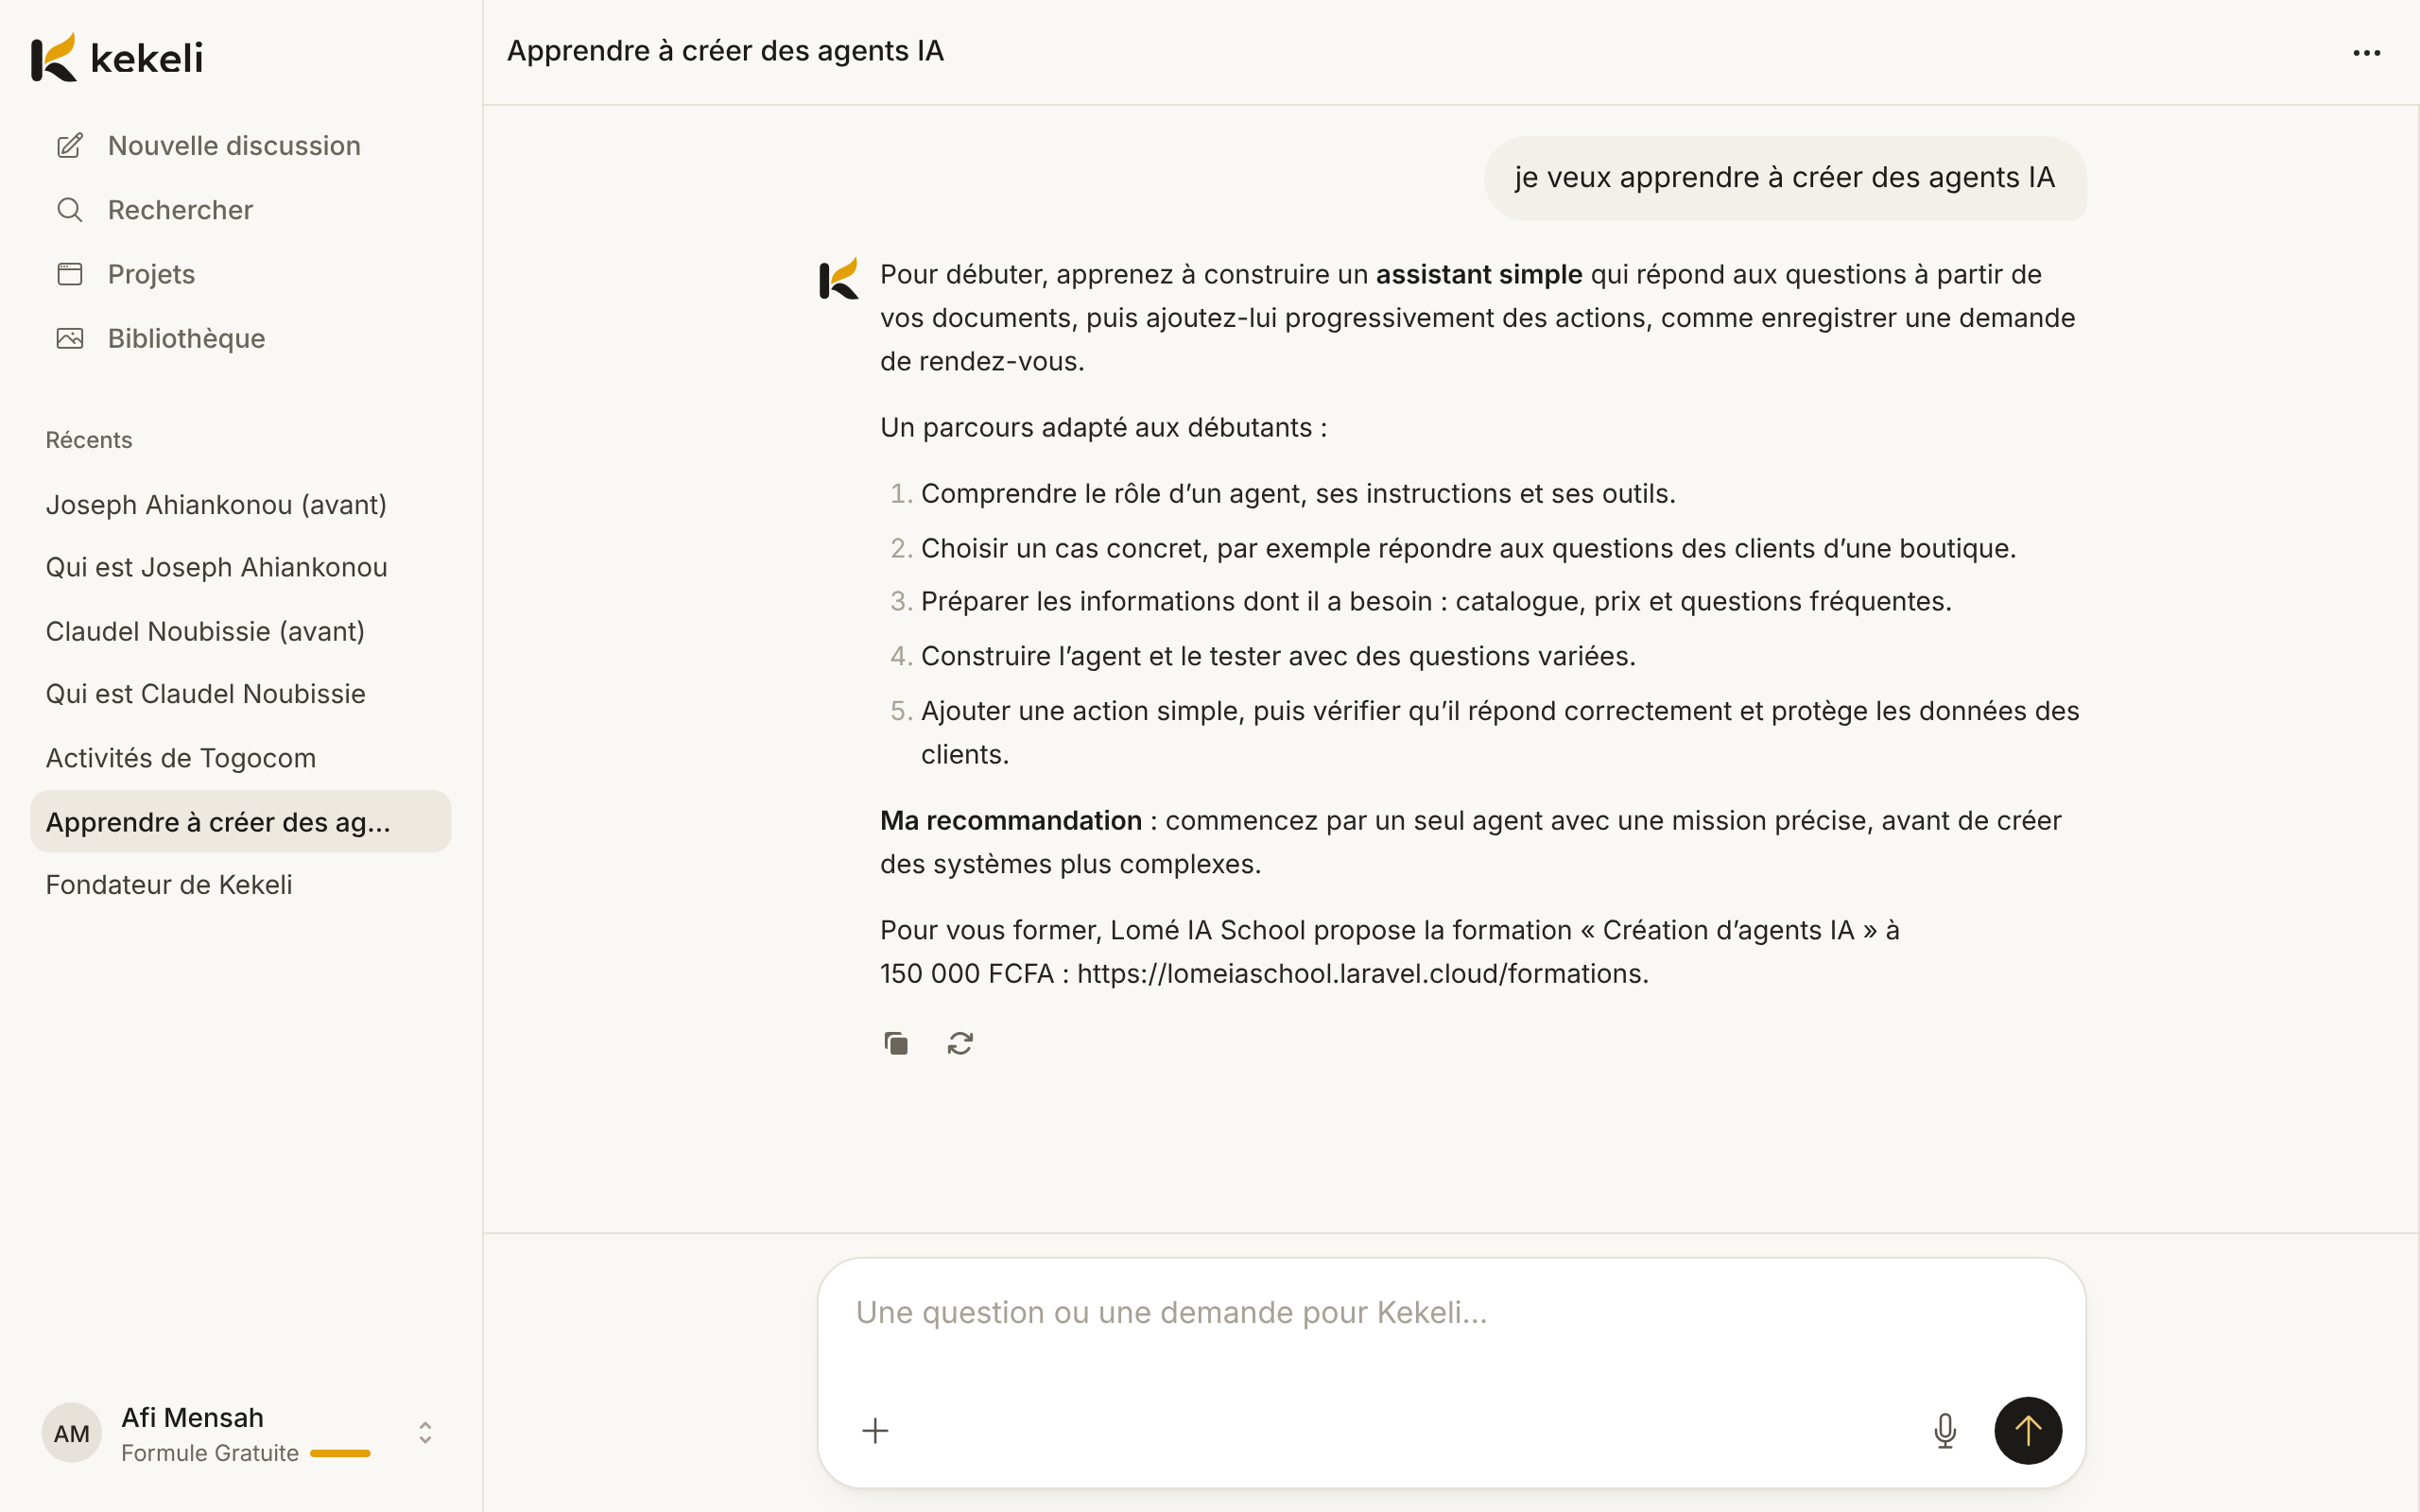 kekeli
Nouvelle discussion
Rechercher
Projets
Bibliothèque
Récents
Joseph Ahiankonou (avant)
Qui est Joseph Ahiankonou
Claudel Noubissie (avant)
Qui est Claudel Noubissie
Activités de Togocom
Apprendre à créer des ag...
Fondateur de Kekeli
AM
Afi Mensah
Formule Gratuite
Apprendre à créer des agents IA
je veux apprendre à créer des agents IA
Pour débuter, apprenez à construire un assistant simple qui répond aux questions à partir de
vos documents, puis ajoutez-lui progressivement des actions, comme enregistrer une demande
de rendez-vous.
Un parcours adapté aux débutants :
1. Comprendre le rôle d’un agent, ses instructions et ses outils.
2. Choisir un cas concret, par exemple répondre aux questions des clients d’une boutique.
3. Préparer les informations dont il a besoin : catalogue, prix et questions fréquentes.
4. Construire l’agent et le tester avec des questions variées.
5. Ajouter une action simple, puis vérifier qu’il répond correctement et protège les données des
clients.
Ma recommandation : commencez par un seul agent avec une mission précise, avant de créer
des systèmes plus complexes.
Pour vous former, Lomé IA School propose la formation « Création d’agents IA » à
150 000 FCFA : https://lomeiaschool.laravel.cloud/formations.
Une question ou une demande pour Kekeli...